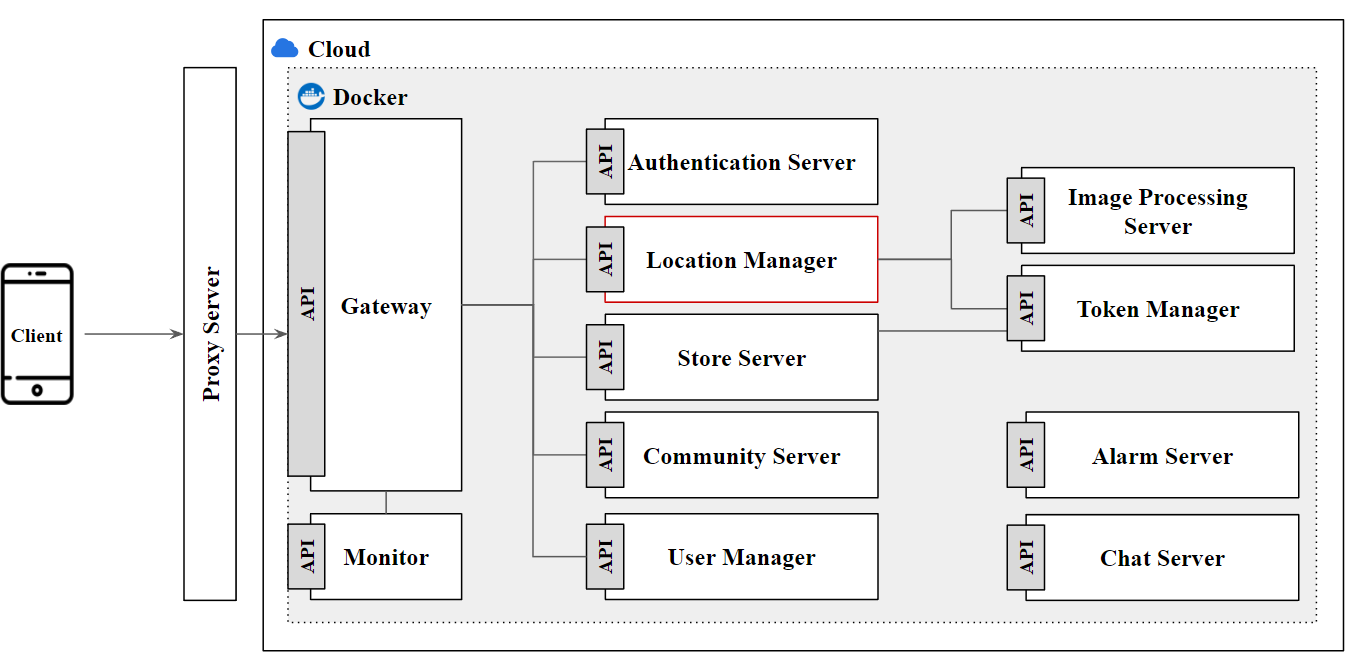 Cloud
Docker
Client
Proxy Server
API
Gateway
API
Monitor
API
Authentication Server
API
Location Manager
API
Store Server
API
Community Server
API
User Manager
API
Image Processing
Server
API
Token Manager
API
Alarm Server
API
Chat Server